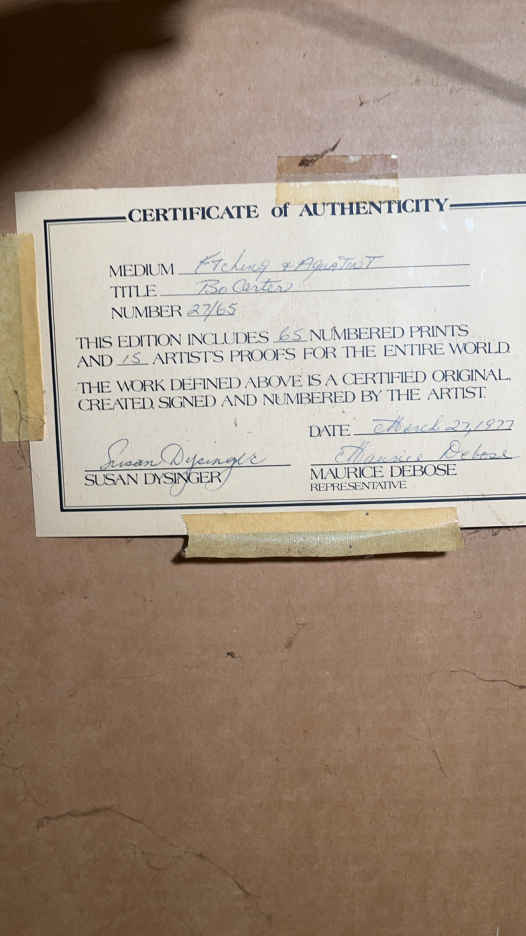 CERTIFICATE of AUTHENTICITY
MEDIUM Etching & Aquatint
TITLE Bo Carter
NUMBER 27/65
THIS EDITION INCLUDES 65 NUMBERED PRINTS
AND 15 ARTIST'S PROOFS FOR THE ENTIRE WORLD.
THE WORK DEFINED ABOVE IS A CERTIFIED ORIGINAL,
CREATED, SIGNED AND NUMBERED BY THE ARTIST.
DATE March 27, 1977
Susan Dysinger Maurice Debose
SUSAN DYSINGER MAURICE DEBOSE
REPRESENTATIVE